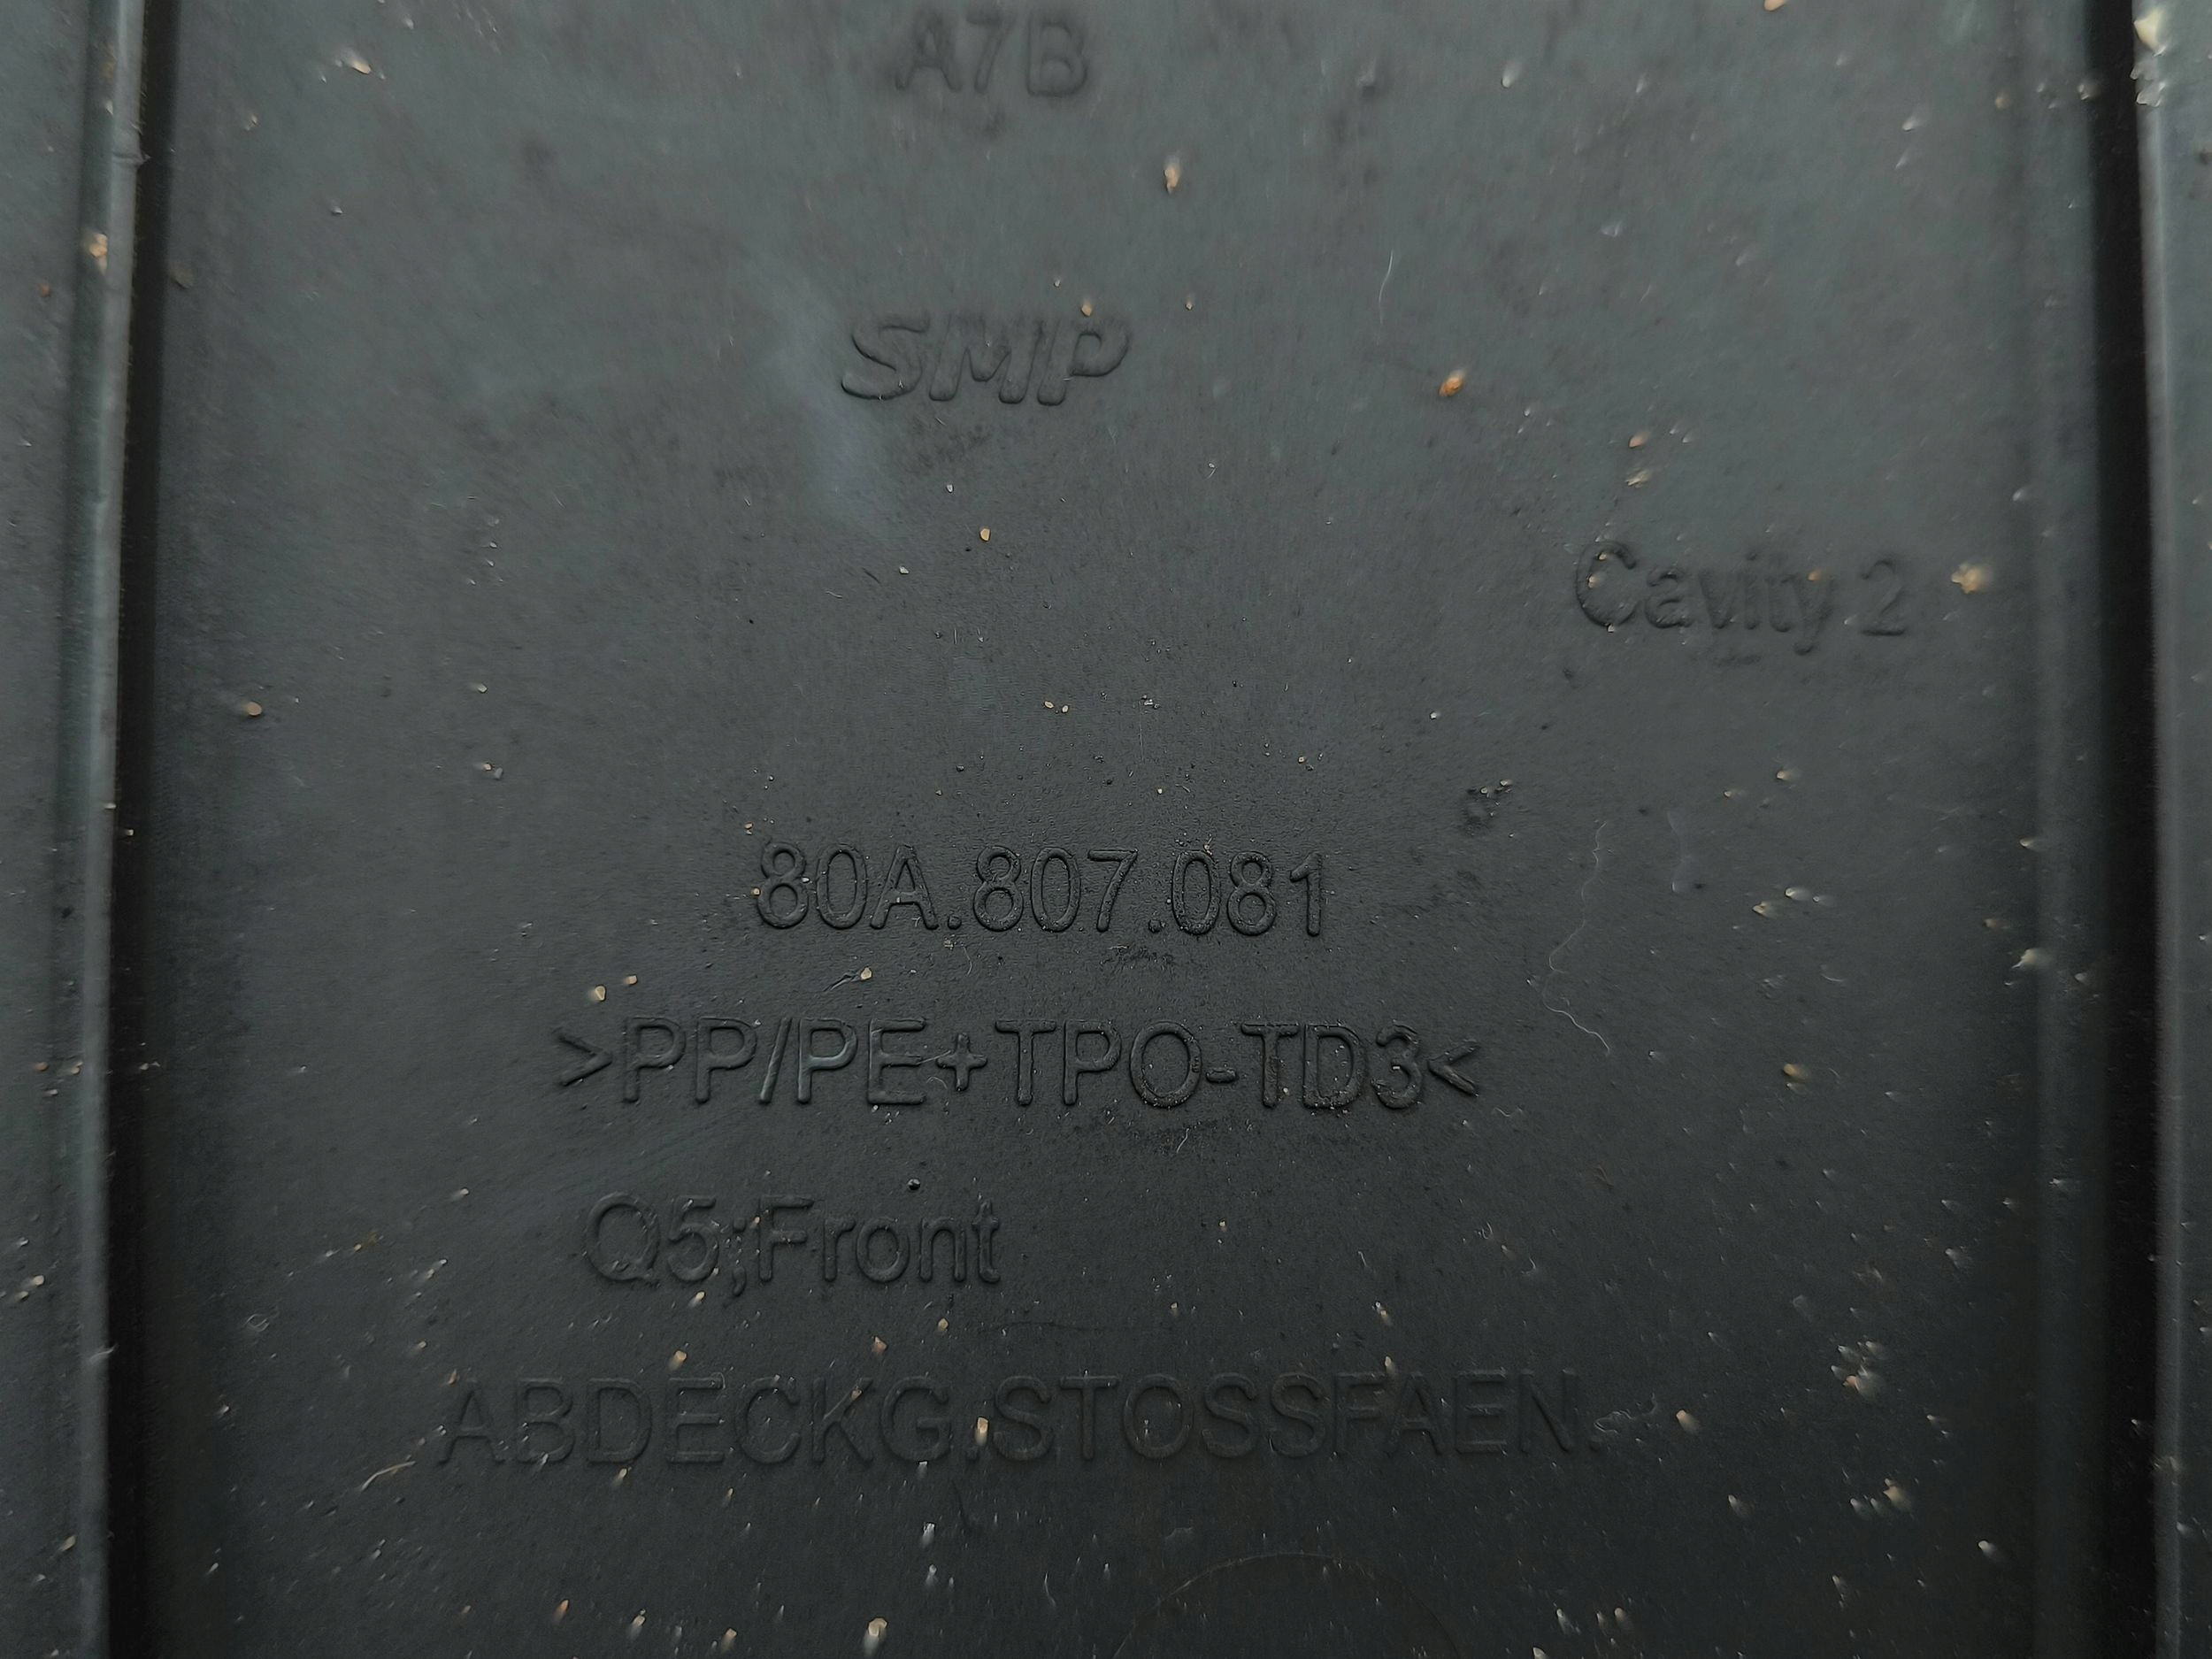 A7B
SMP
Cavity 2
80A.807.081
>PP/PE+TPO-TD3<
Q5;Front
ABDECKG.STOSSFAEN.